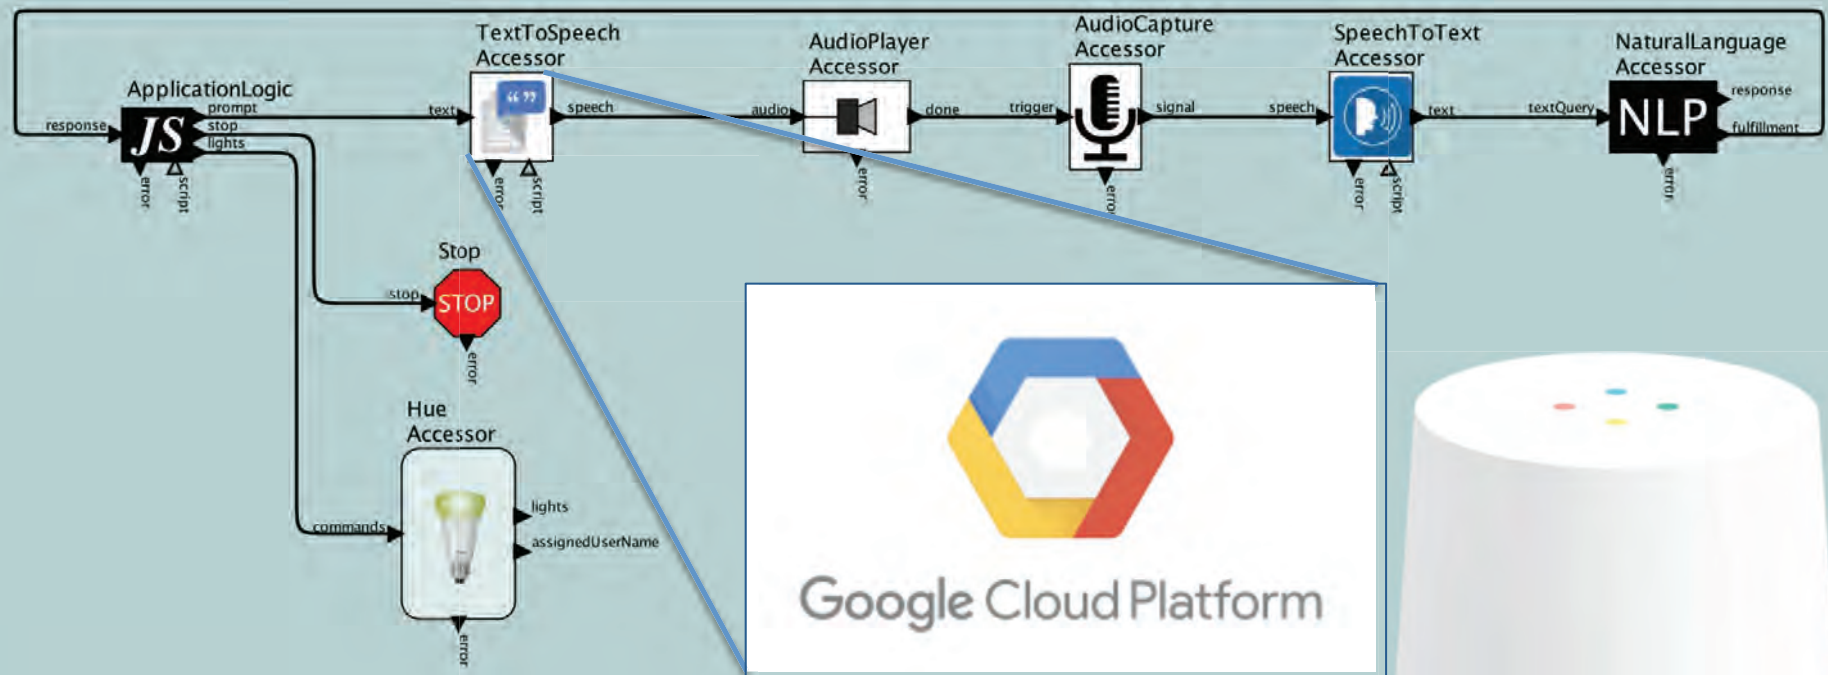 TextToSpeech
Accessor
AudioPlayer
Accessor
AudioCapture
Accessor
SpeechToText
Accessor
NaturalLanguage
Accessor
ApplicationLogic
response
JS
prompt
stop
lights
error
script
text
“ ”
speech
error
script
audio
done
error
trigger
signal
error
speech
text
error
script
textQuery
NLP
response
fulfillment
error
Stop
stop
STOP
error
Hue
Accessor
commands
lights
assignedUserName
error
Google Cloud Platform